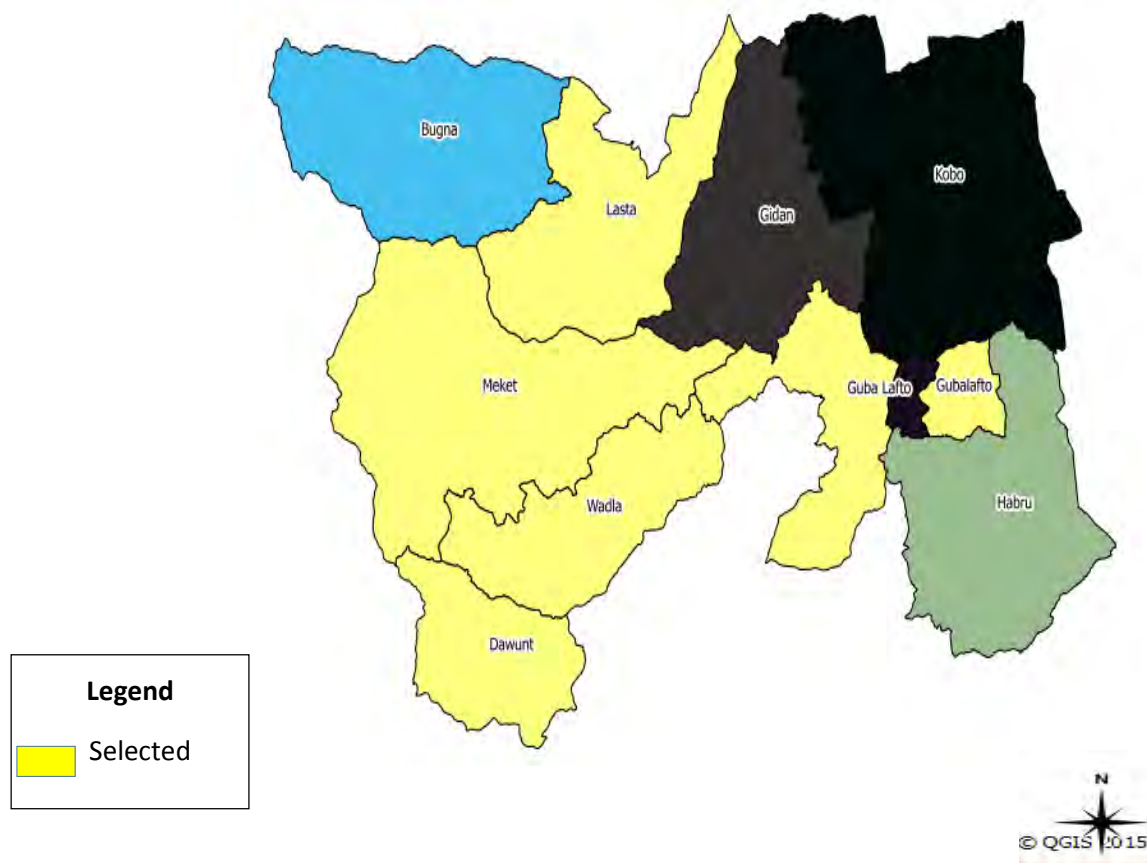 Bugna
Kobo
Lasta
Gidan
Meket
Guba Lafto
Gubalafto
Wadla
Habru
Dawunt
Legend
Selected
N
© QGIS 2015